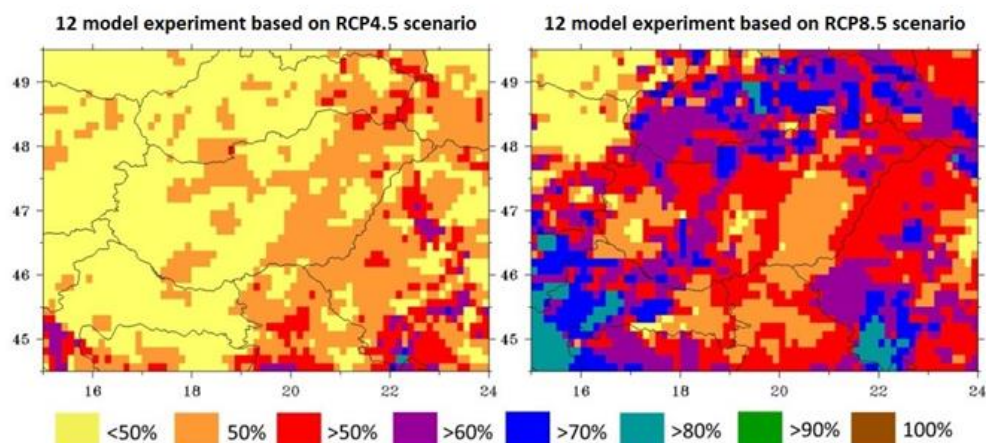 12 model experiment based on RCP4.5 scenario
12 model experiment based on RCP8.5 scenario
49
48
47
46
45
16 18 20 22 24
49
48
47
46
45
16 18 20 22 24
<50% 50% >50% >60% >70% >80% >90% 100%